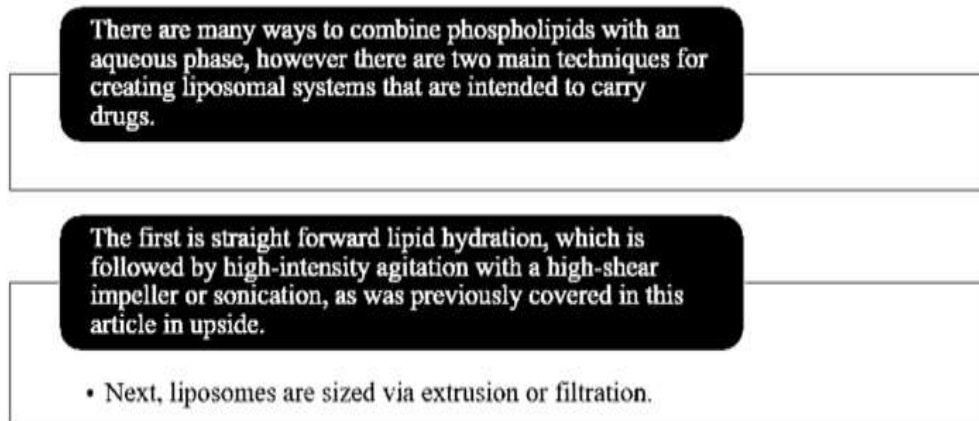 There are many ways to combine phospholipids with an
aqueous phase, however there are two main techniques for
creating liposomal systems that are intended to carry
drugs.
The first is straight forward lipid hydration, which is
followed by high-intensity agitation with a high-shear
impeller or sonication, as was previously covered in this
article in upside.
• Next, liposomes are sized via extrusion or filtration.